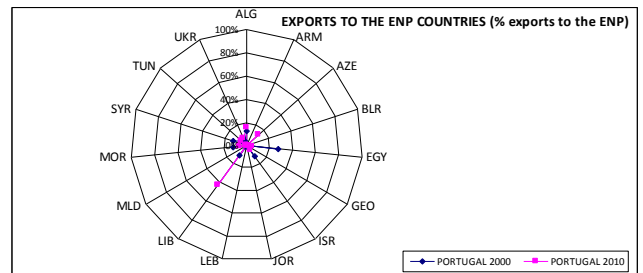 ALG
EXPORTS TO THE ENP COUNTRIES (% exports to the ENP)
100%
UKR
ARM
80%
TUN
AZE
60%
40%
SYR
BLR
20%
0%
MOR
EGY
MLD
GEO
LIB
ISR
LEB
JOR
PORTUGAL 2000
PORTUGAL 2010